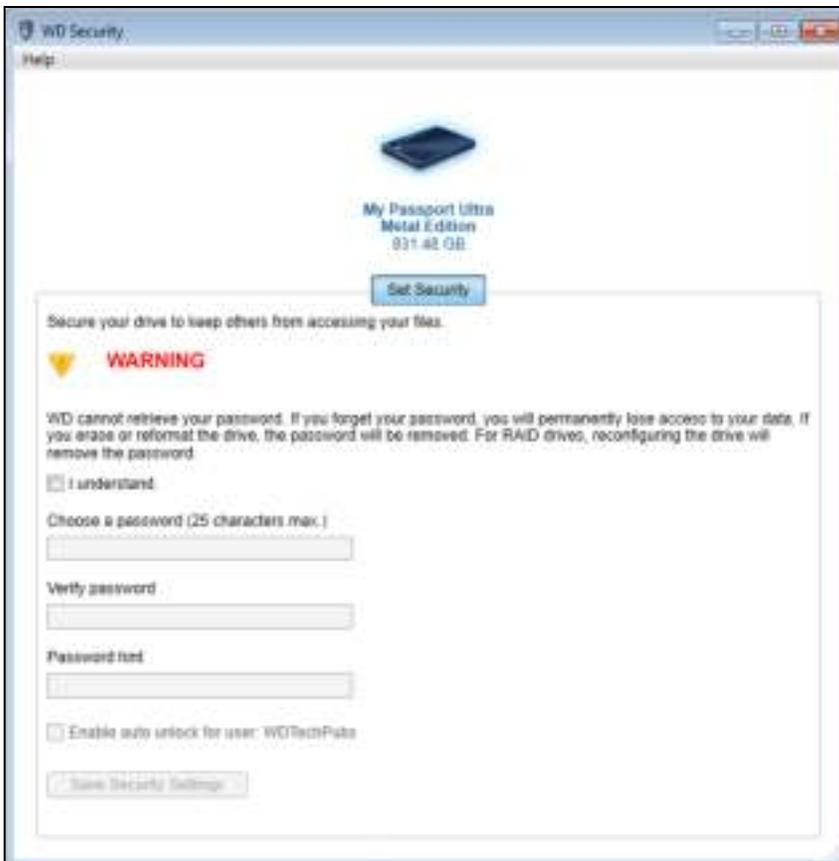 WD Security
Help
My Passport Ultra
Metal Edition
931.48 GB
Set Security
Secure your drive to keep others from accessing your files.
WARNING
WD cannot retrieve your password. If you forget your password, you will permanently lose access to your data. If
you erase or reformat the drive, the password will be removed. For RAID drives, reconfiguring the drive will
remove the password.
I understand.
Choose a password (25 characters max.)
Verify password
Password hint
Enable auto unlock for user: WDTechPubs
Save Security Settings